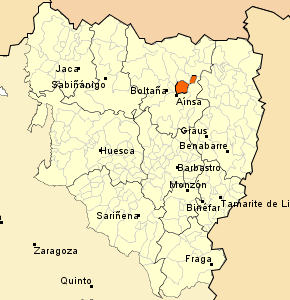 Jaca
Sabiñánigo
Boltaña
Aínsa
Graus
Benabarre
Huesca
Barbastro
Monzón
Binéfar
Tamarite de Li
Sariñena
Zaragoza
Fraga
Quinto